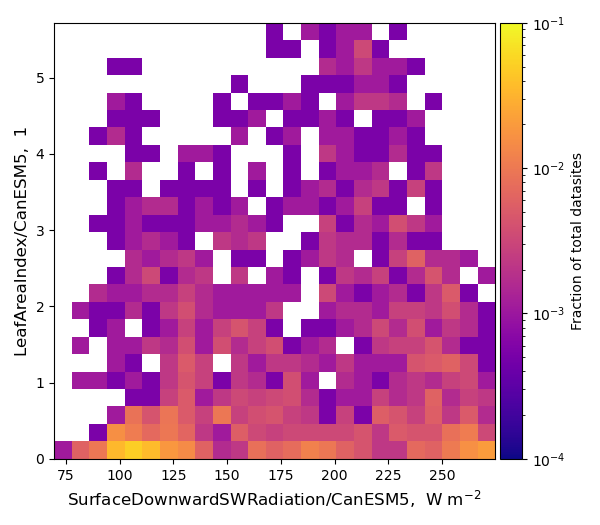 10⁻¹
10⁻²
10⁻³
10⁻⁴
Fraction of total datasites
5
4
3
2
1
0
LeafAreaIndex/CanESM5, 1
75 100 125 150 175 200 225 250
SurfaceDownwardSWRadiation/CanESM5, W m⁻²